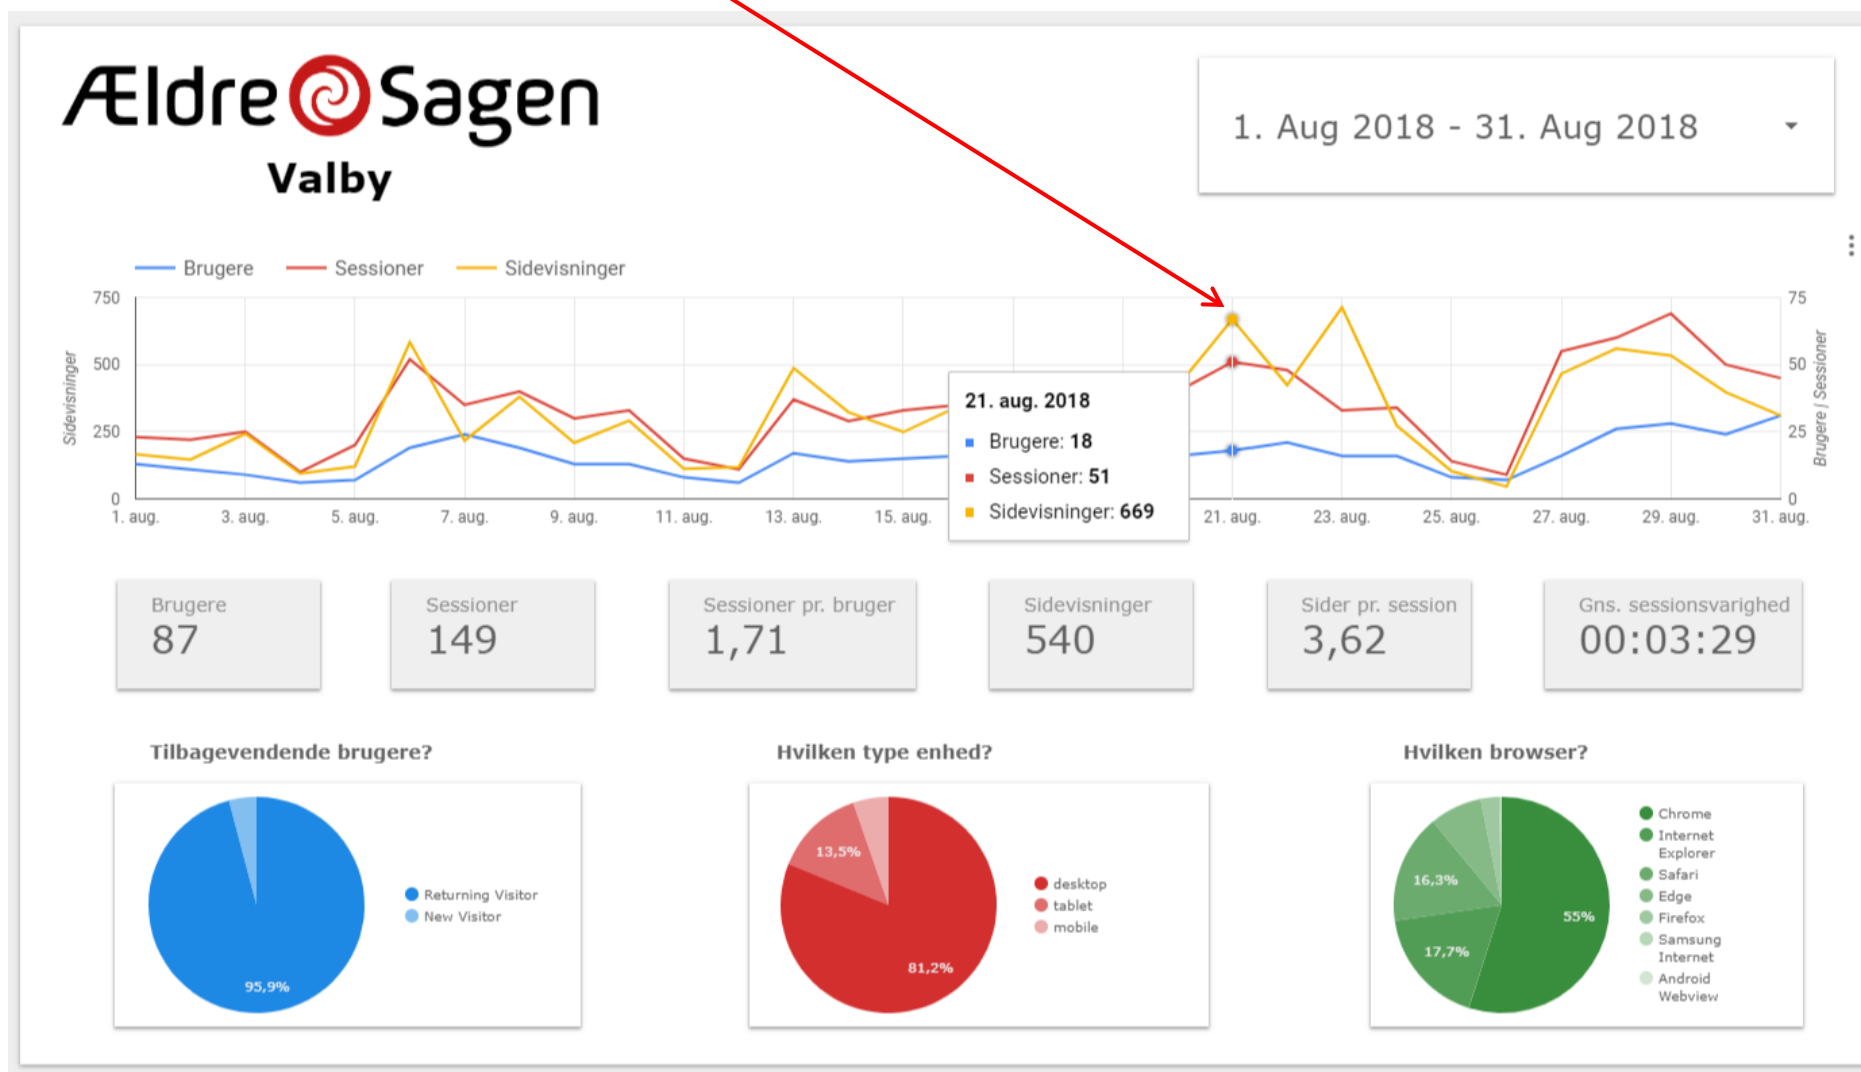 Ældre Sagen
Valby
1. Aug 2018 - 31. Aug 2018
Brugere Sessioner Sidevisninger
750
500
250
0
Sidevisninger
75
50
25
0
Brugere | Sessioner
21. aug. 2018
Brugere: 18
Sessioner: 51
Sidevisninger: 669
1. aug. 3. aug. 5. aug. 7. aug. 9. aug. 11. aug. 13. aug. 15. aug. 21. aug. 23. aug. 25. aug. 27. aug. 29. aug. 31. aug.
Brugere
87
Sessioner
149
Sessioner pr. bruger
1,71
Sidevisninger
540
Sider pr. session
3,62
Gns. sessionsvarighed
00:03:29
Tilbagevendende brugere?
95,9%
Returning Visitor
New Visitor
Hvilken type enhed?
13,5%
81,2%
desktop
tablet
mobile
Hvilken browser?
16,3%
55%
17,7%
Chrome
Internet
Explorer
Safari
Edge
Firefox
Samsung
Internet
Android
Webview